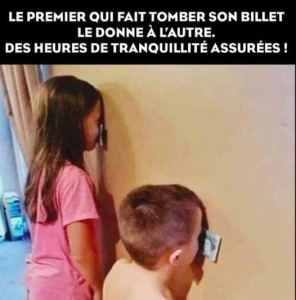 LE PREMIER QUI FAIT TOMBER SON BILLET
LE DONNE À L'AUTRE.
DES HEURES DE TRANQUILLITÉ ASSURÉES !